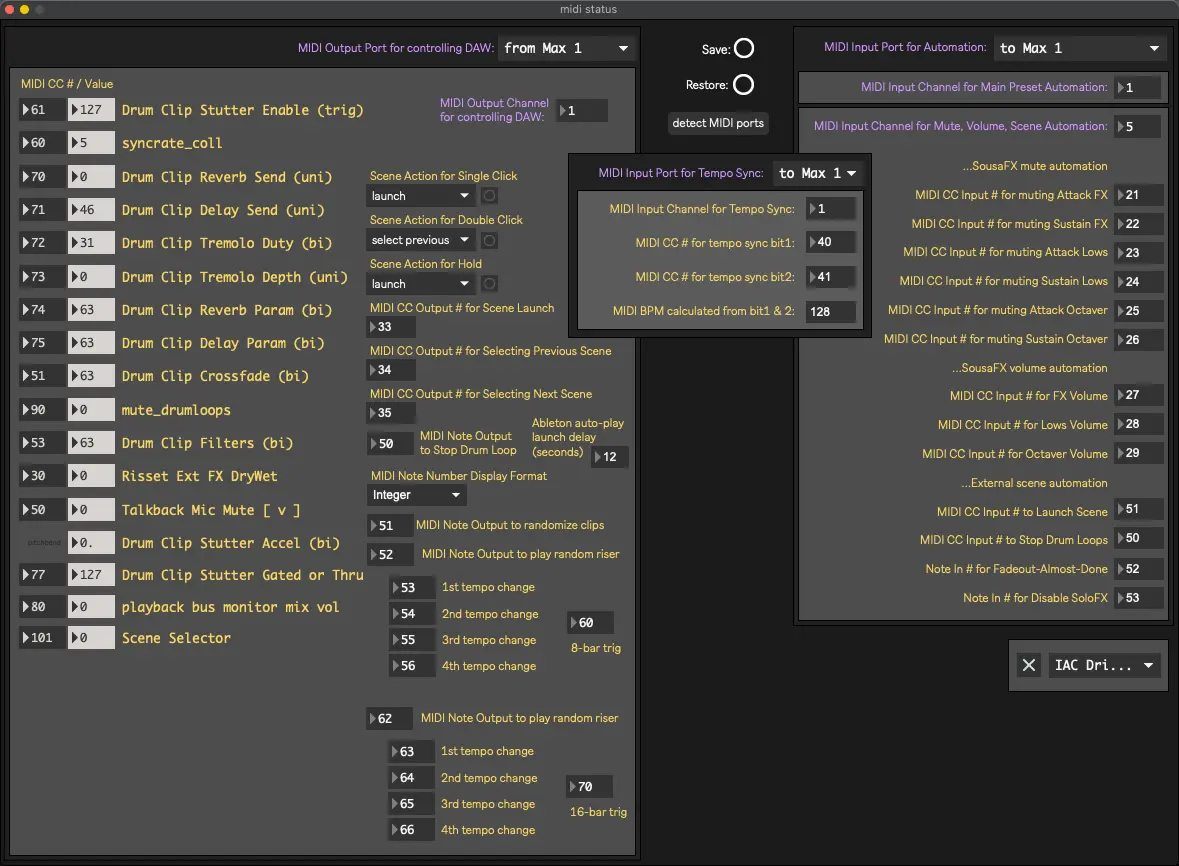 midi status
MIDI Output Port for controlling DAW: from Max 1
MIDI CC # / Value
61 127 Drum Clip Stutter Enable (trig)
MIDI Output Channel
for controlling DAW: 1
60 5 syncrate_coll
70 0 Drum Clip Reverb Send (uni)
71 46 Drum Clip Delay Send (uni)
72 31 Drum Clip Tremolo Duty (bi)
73 0 Drum Clip Tremolo Depth (uni)
74 63 Drum Clip Reverb Param (bi)
75 63 Drum Clip Delay Param (bi)
51 63 Drum Clip Crossfade (bi)
90 0 mute_drumloops
53 63 Drum Clip Filters (bi)
30 0 Risset Ext FX DryWet
50 0 Talkback Mic Mute [ v ]
pitchbend 0. Drum Clip Stutter Accel (bi)
77 127 Drum Clip Stutter Gated or Thru
80 0 playback bus monitor mix vol
101 0 Scene Selector
Scene Action for Single Click
launch
Scene Action for Double Click
select previous
Scene Action for Hold
launch
MIDI CC Output # for Scene Launch
33
MIDI CC Output # for Selecting Previous Scene
34
MIDI CC Output # for Selecting Next Scene
35
50 MIDI Note Output
to Stop Drum Loop
Ableton auto-play
launch delay
(seconds) 12
MIDI Note Number Display Format
Integer
51 MIDI Note Output to randomize clips
52 MIDI Note Output to play random riser
53 1st tempo change
54 2nd tempo change
55 3rd tempo change
56 4th tempo change
60
8-bar trig
62 MIDI Note Output to play random riser
63 1st tempo change
64 2nd tempo change
65 3rd tempo change
66 4th tempo change
70
16-bar trig
Save:
Restore:
detect MIDI ports
MIDI Input Port for Tempo Sync: to Max 1
MIDI Input Channel for Tempo Sync: 1
MIDI CC # for tempo sync bit1: 40
MIDI CC # for tempo sync bit2: 41
MIDI BPM calculated from bit1 & 2: 128
MIDI Input Port for Automation: to Max 1
MIDI Input Channel for Main Preset Automation: 1
MIDI Input Channel for Mute, Volume, Scene Automation: 5
...SousaFX mute automation
MIDI CC Input # for muting Attack FX 21
MIDI CC Input # for muting Sustain FX 22
MIDI CC Input # for muting Attack Lows 23
MIDI CC Input # for muting Sustain Lows 24
MIDI CC Input # for muting Attack Octaver 25
MIDI CC Input # for muting Sustain Octaver 26
...SousaFX volume automation
MIDI CC Input # for FX Volume 27
MIDI CC Input # for Lows Volume 28
MIDI CC Input # for Octaver Volume 29
...External scene automation
MIDI CC Input # to Launch Scene 51
MIDI CC Input # to Stop Drum Loops 50
Note In # for Fadeout-Almost-Done 52
Note In # for Disable SoloFX 53
IAC Dri...